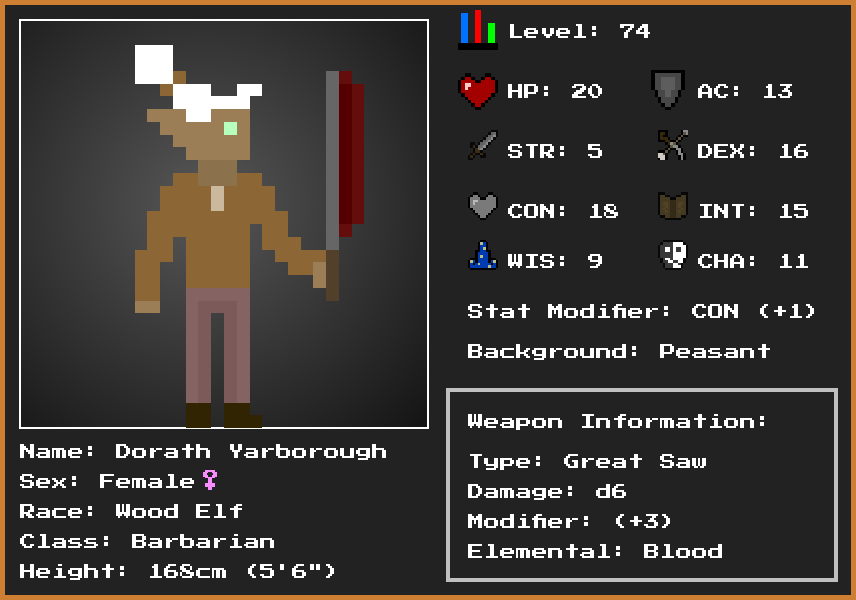 Level: 74
HP: 20
AC: 13
STR: 5
DEX: 16
CON: 18
INT: 15
WIS: 9
CHA: 11
Stat Modifier: CON (+1)
Background: Peasant
Weapon Information:
Type: Great Saw
Damage: d6
Modifier: (+3)
Elemental: Blood
Name: Dorath Yarborough
Sex: Female♀
Race: Wood Elf
Class: Barbarian
Height: 168cm (5'6")